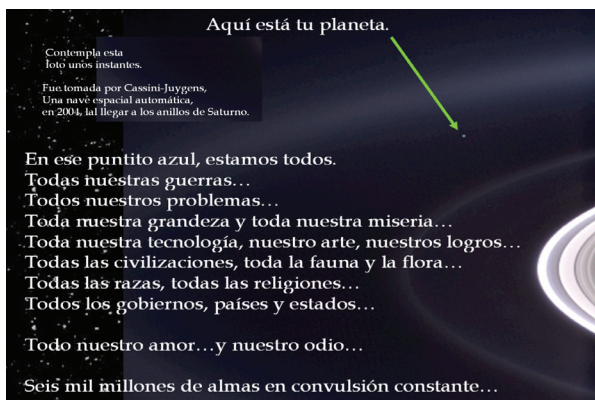 Aquí está tu planeta.
Contempla esta
foto unos instantes.
Fue tomada por Cassini-Juygens,
Una nave espacial automática,
en 2004, lal llegar a los anillos de Saturno.
En ese puntito azul, estamos todos.
Todas nuestras guerras…
Todos nuestros problemas…
Toda nuestra grandeza y toda nuestra miseria…
Toda nuestra tecnología, nuestro arte, nuestros logros…
Todas las civilizaciones, toda la fauna y la flora…
Todas las razas, todas las religiones…
Todos los gobiernos, países y estados…
Todo nuestro amor…y nuestro odio…
Seis mil millones de almas en convulsión constante…